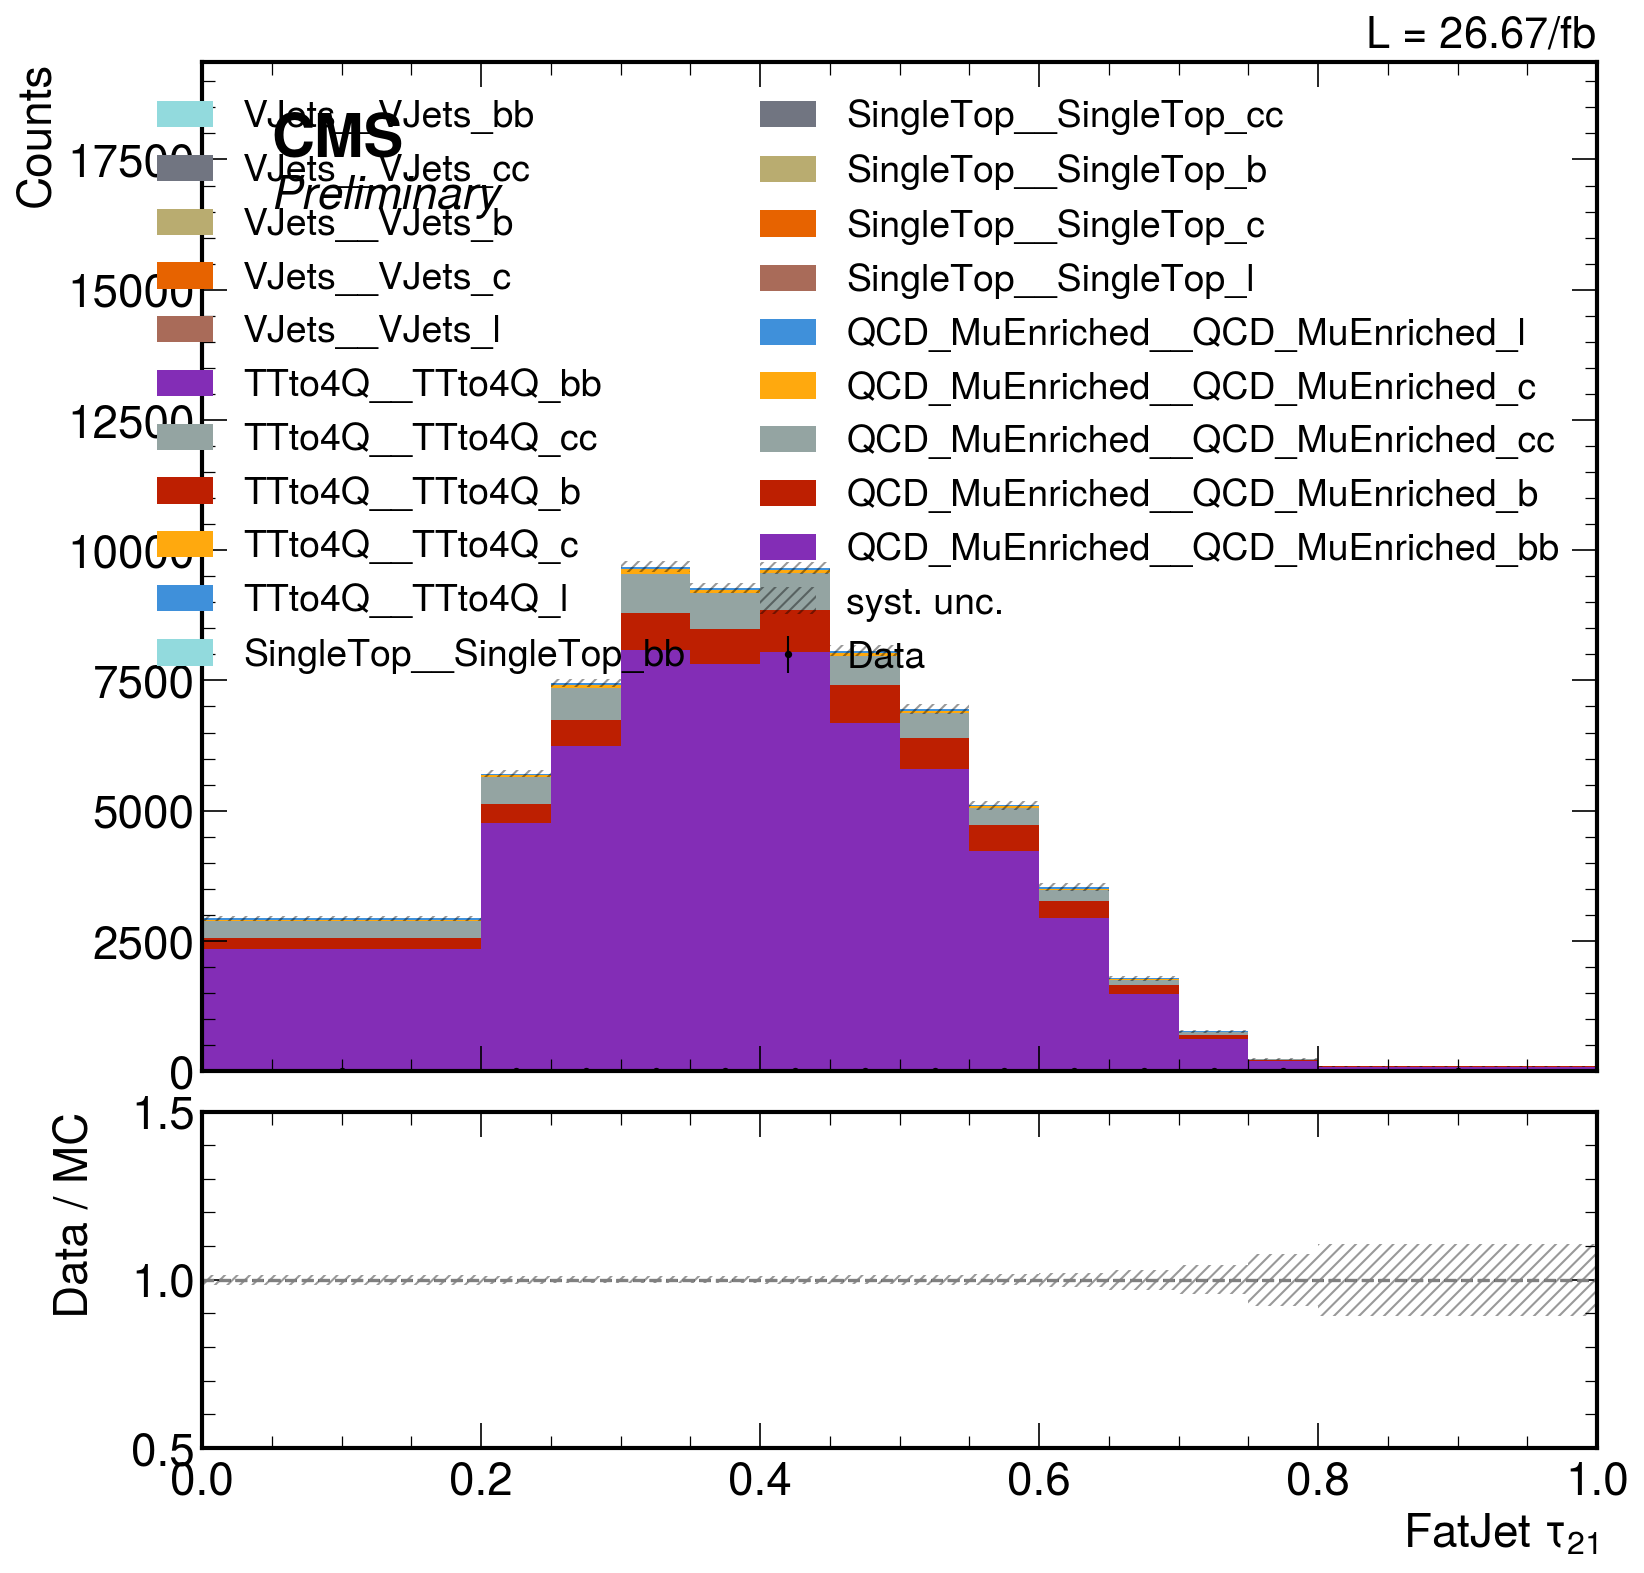 L = 26.67/fb
Counts
CMS
Preliminary
VJets__VJets_bb
VJets__VJets_cc
VJets__VJets_b
VJets__VJets_c
VJets__VJets_l
TTto4Q__TTto4Q_bb
TTto4Q__TTto4Q_cc
TTto4Q__TTto4Q_b
TTto4Q__TTto4Q_c
TTto4Q__TTto4Q_l
SingleTop__SingleTop_bb
SingleTop__SingleTop_cc
SingleTop__SingleTop_b
SingleTop__SingleTop_c
SingleTop__SingleTop_l
QCD_MuEnriched__QCD_MuEnriched_l
QCD_MuEnriched__QCD_MuEnriched_c
QCD_MuEnriched__QCD_MuEnriched_cc
QCD_MuEnriched__QCD_MuEnriched_b
QCD_MuEnriched__QCD_MuEnriched_bb
syst. unc.
Data
17500
15000
12500
10000
7500
5000
2500
0
Data / MC
1.5
1.0
0.5
0.0 0.2 0.4 0.6 0.8 1.0
FatJet τ21